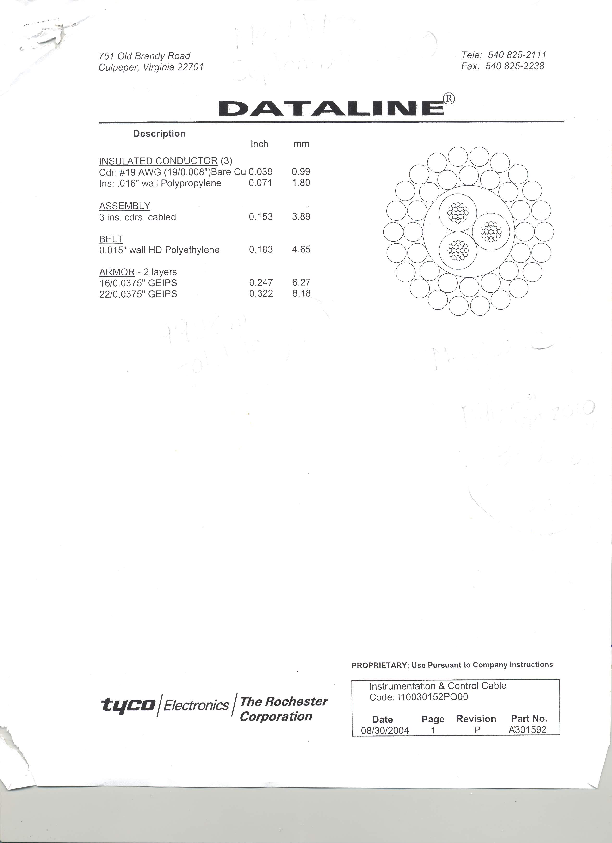 751 Old Brandy Road
Culpeper, Virginia 22701
Tele: 540 825-2111
Fax: 540 825-2238
DATALINE®
Description
Inch mm
INSULATED CONDUCTOR (3)
Cdr: #19 AWG (19/0.008")Bare Cu 0.039 0.99
Ins: .016" wall Polypropylene 0.071 1.80
ASSEMBLY
3 ins. cdrs. cabled 0.153 3.89
BELT
0.015" wall HD Polyethylene 0.183 4.65
ARMOR - 2 layers
16/0.0375" GEIPS 0.247 6.27
22/0.0375" GEIPS 0.322 8.18
PROPRIETARY: Use Pursuant to Company Instructions
tyco / Electronics / The Rochester Corporation
Instrumentation & Control Cable
Code:
Date Page Revision Part No.
08/30/2004 1 P A301592